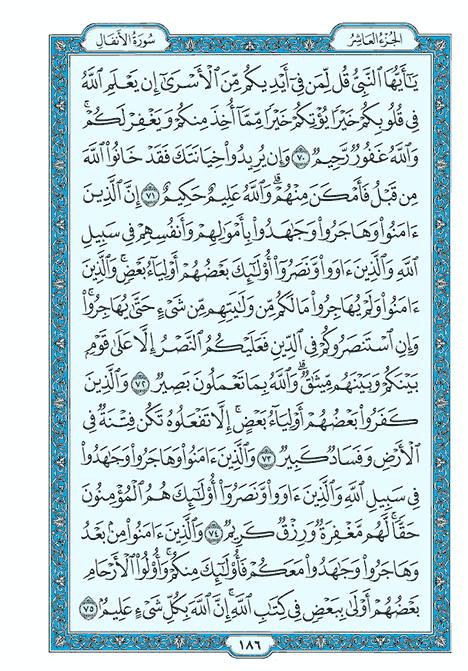 الجزء العاشر
سورة الأنفال
يَٰٓأَيُّهَا ٱلنَّبِيُّ قُل لِّمَن فِيٓ أَيۡدِيكُم مِّنَ ٱلۡأَسۡرَىٰٓ إِن يَعۡلَمِ ٱللَّهُ
فِي قُلُوبِكُمۡ خَيۡرٗا يُؤۡتِكُمۡ خَيۡرٗا مِّمَّآ أُخِذَ مِنكُمۡ وَيَغۡفِرۡ لَكُمۡۚ
وَٱللَّهُ غَفُورٞ رَّحِيمٞ ٧٠ وَإِن يُرِيدُواْ خِيَانَتَكَ فَقَدۡ خَانُواْ ٱللَّهَ
مِن قَبۡلُ فَأَمۡكَنَ مِنۡهُمۡۗ وَٱللَّهُ عَلِيمٌ حَكِيمٌ ٧١ إِنَّ ٱلَّذِينَ
ءَامَنُواْ وَهَاجَرُواْ وَجَٰهَدُواْ بِأَمۡوَٰلِهِمۡ وَأَنفُسِهِمۡ فِي سَبِيلِ
ٱللَّهِ وَٱلَّذِينَ ءَاوَواْ وَّنَصَرُوٓاْ أُوْلَٰٓئِكَ بَعۡضُهُمۡ أَوۡلِيَآءُ بَعۡضٖۚ وَٱلَّذِينَ
ءَامَنُواْ وَلَمۡ يُهَاجِرُواْ مَا لَكُم مِّن وَلَٰيَتِهِم مِّن شَيۡءٍ حَتَّىٰ يُهَاجِرُواْۚ
وَإِنِ ٱسۡتَنصَرُوكُمۡ فِي ٱلدِّينِ فَعَلَيۡكُمُ ٱلنَّصۡرُ إِلَّا عَلَىٰ قَوۡمِۭ
بَيۡنَكُمۡ وَبَيۡنَهُم مِّيثَٰقٞۗ وَٱللَّهُ بِمَا تَعۡمَلُونَ بَصِيرٞ ٧٢ وَٱلَّذِينَ
كَفَرُواْ بَعۡضُهُمۡ أَوۡلِيَآءُ بَعۡضٍۚ إِلَّا تَفۡعَلُوهُ تَكُن فِتۡنَةٞ فِي
ٱلۡأَرۡضِ وَفَسَادٞ كَبِيرٞ ٧٣ وَٱلَّذِينَ ءَامَنُواْ وَهَاجَرُواْ وَجَٰهَدُواْ
فِي سَبِيلِ ٱللَّهِ وَٱلَّذِينَ ءَاوَواْ وَّنَصَرُوٓاْ أُوْلَٰٓئِكَ هُمُ ٱلۡمُؤۡمِنُونَ
حَقّٗاۚ لَّهُم مَّغۡفِرَةٞ وَرِزۡقٞ كَرِيمٞ ٧٤ وَٱلَّذِينَ ءَامَنُواْ مِنۢ بَعۡدُ
وَهَاجَرُواْ وَجَٰهَدُواْ مَعَكُمۡ فَأُوْلَٰٓئِكَ مِنكُمۡۚ وَأُوْلُواْ ٱلۡأَرۡحَامِ
بَعۡضُهُمۡ أَوۡلَىٰ بِبَعۡضٖ فِي كِتَٰبِ ٱللَّهِۚ إِنَّ ٱللَّهَ بِكُلِّ شَيۡءٍ عَلِيمُۢ ٧٥
١٨٦